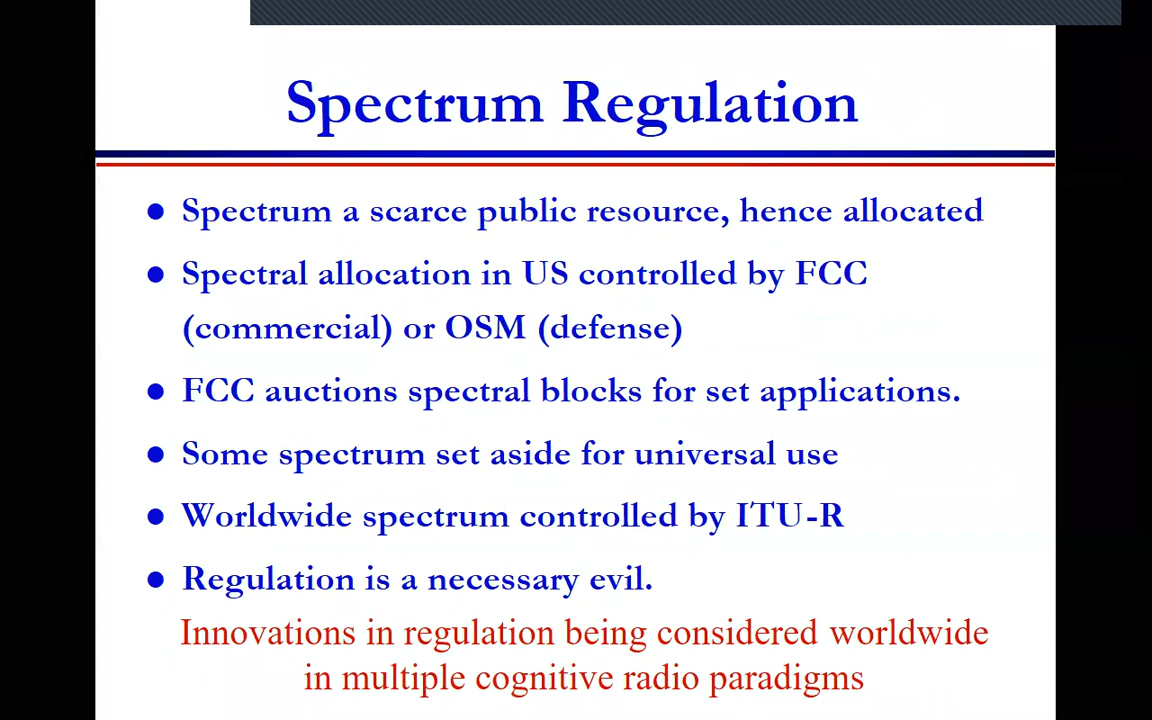 Spectrum Regulation
● Spectrum a scarce public resource, hence allocated
● Spectral allocation in US controlled by FCC
(commercial) or OSM (defense)
● FCC auctions spectral blocks for set applications.
● Some spectrum set aside for universal use
● Worldwide spectrum controlled by ITU-R
● Regulation is a necessary evil.
Innovations in regulation being considered worldwide
in multiple cognitive radio paradigms